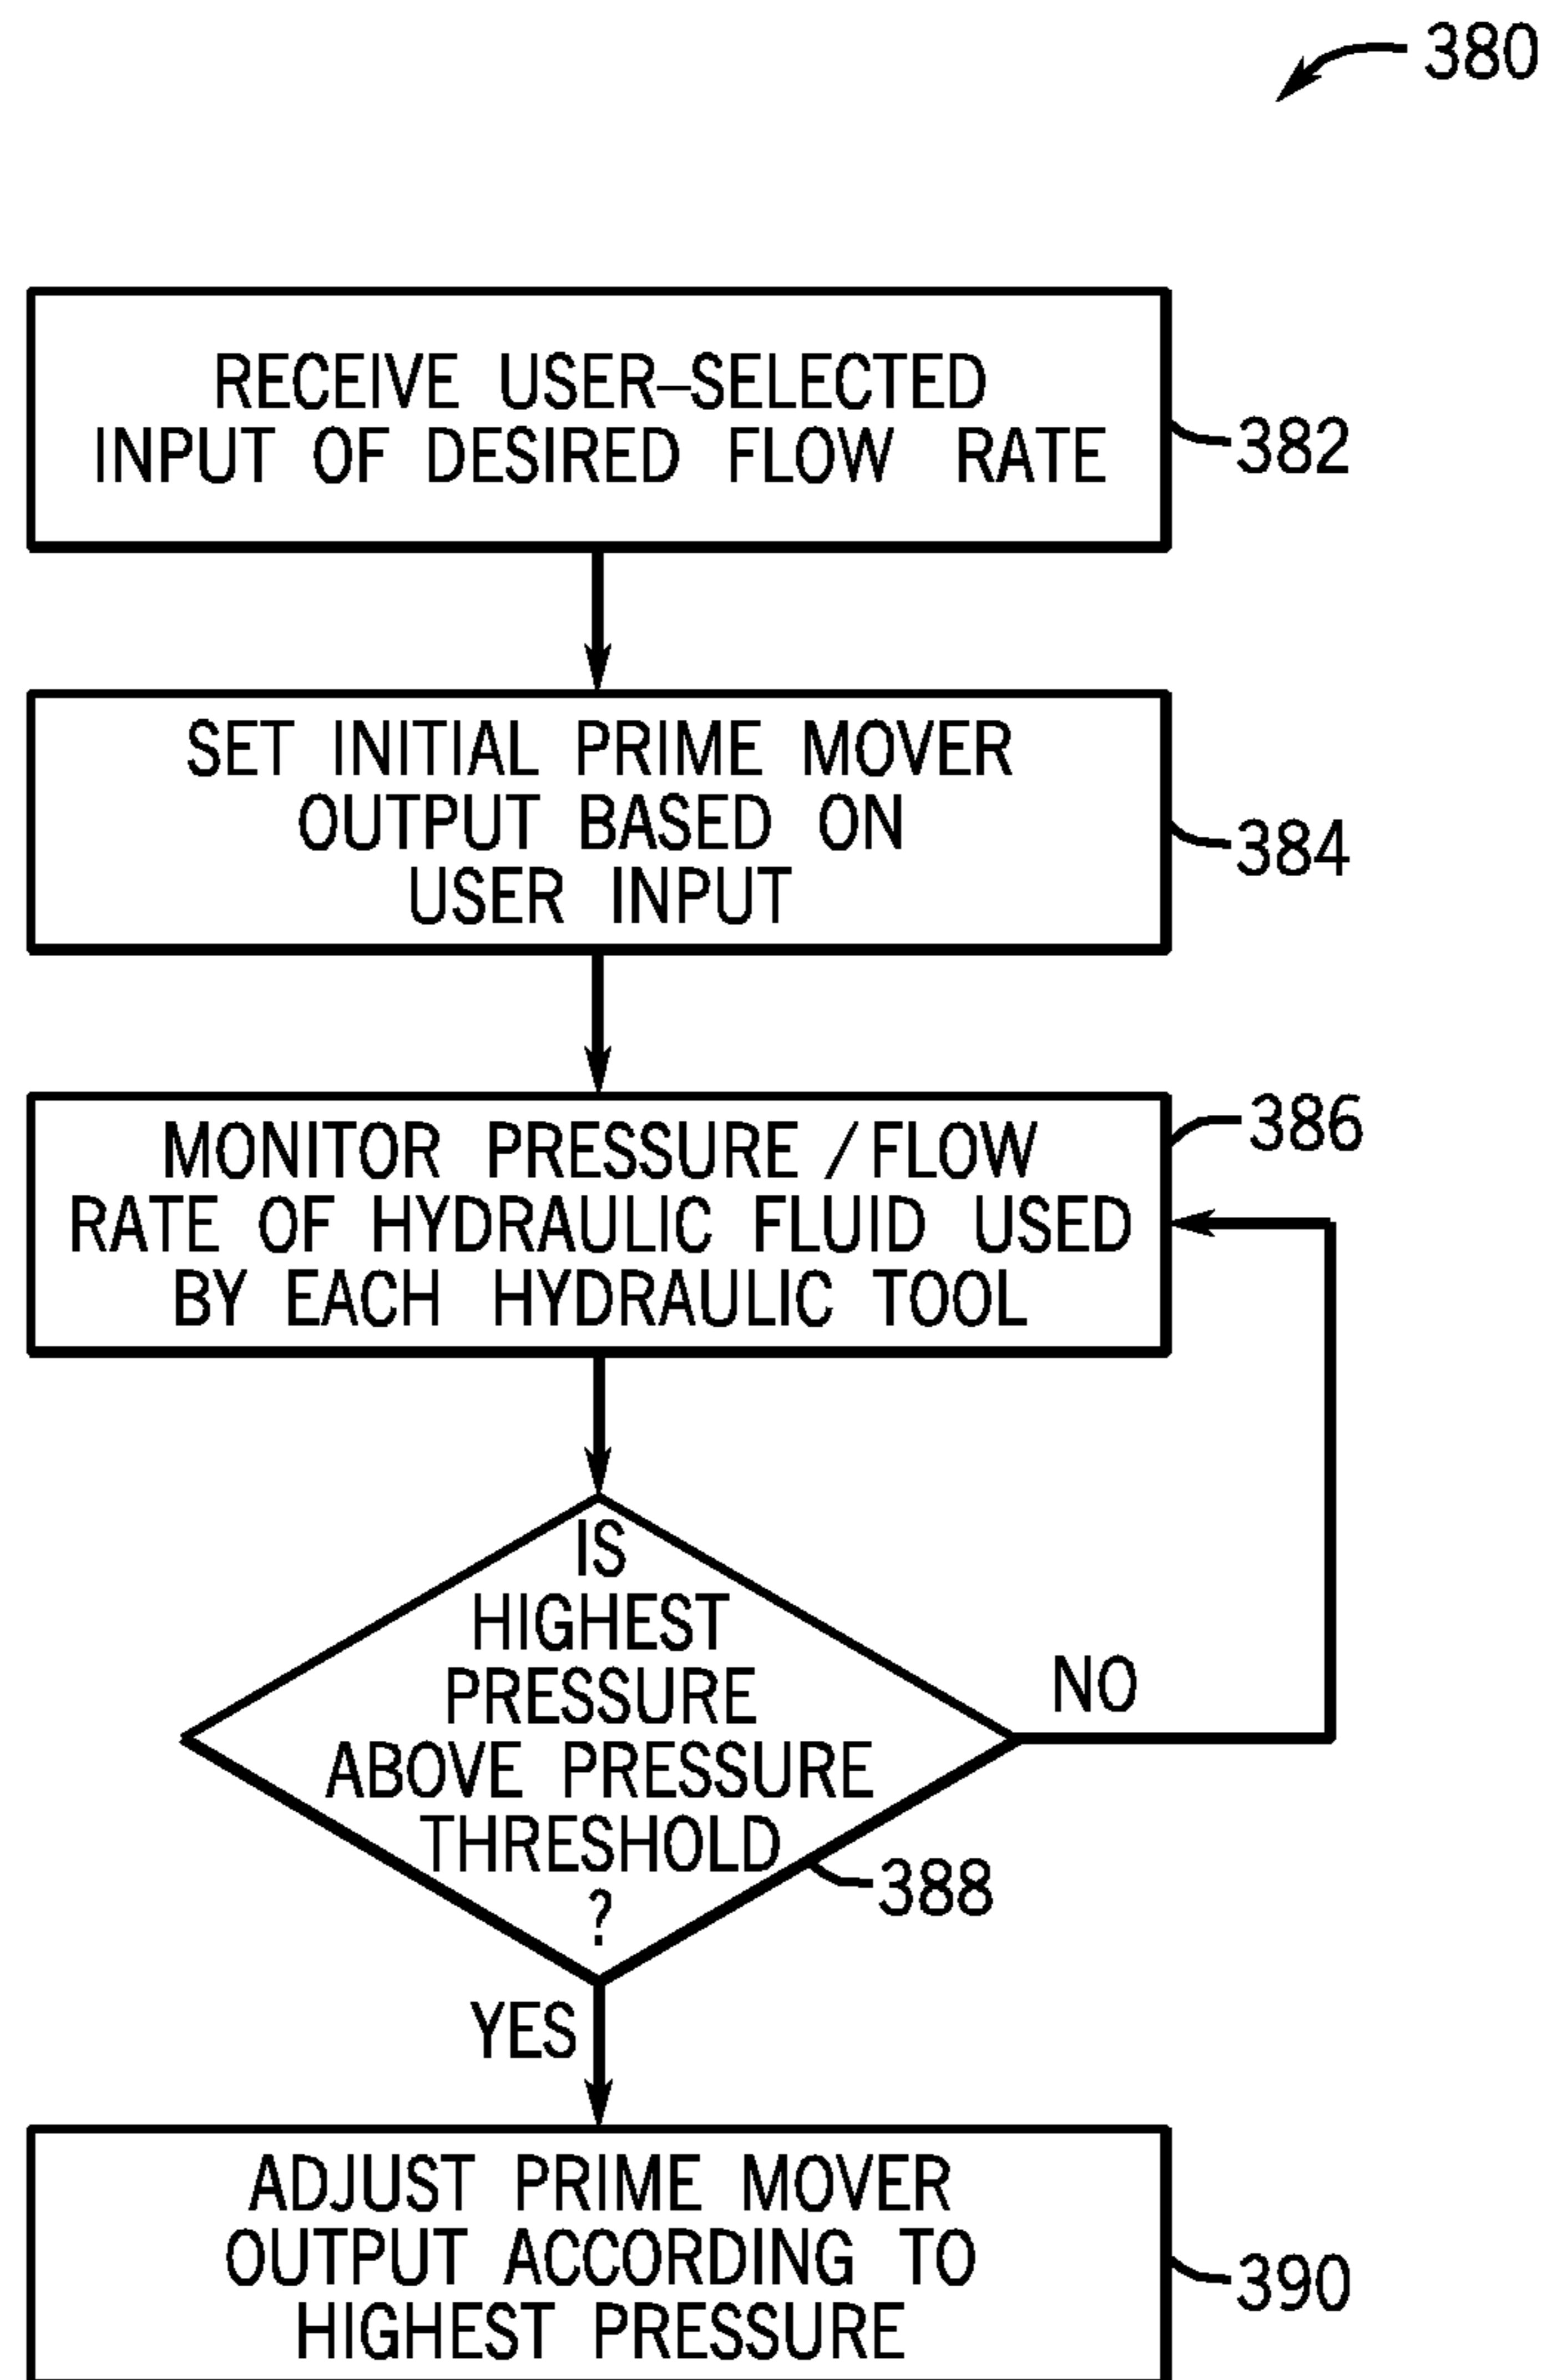 380
RECEIVE USER-SELECTED
INPUT OF DESIRED FLOW RATE
382
SET INITIAL PRIME MOVER
OUTPUT BASED ON
USER INPUT
384
MONITOR PRESSURE/FLOW
RATE OF HYDRAULIC FLUID USED
BY EACH HYDRAULIC TOOL
386
IS
HIGHEST
PRESSURE
ABOVE PRESSURE
THRESHOLD
?
388
NO
YES
ADJUST PRIME MOVER
OUTPUT ACCORDING TO
HIGHEST PRESSURE
390